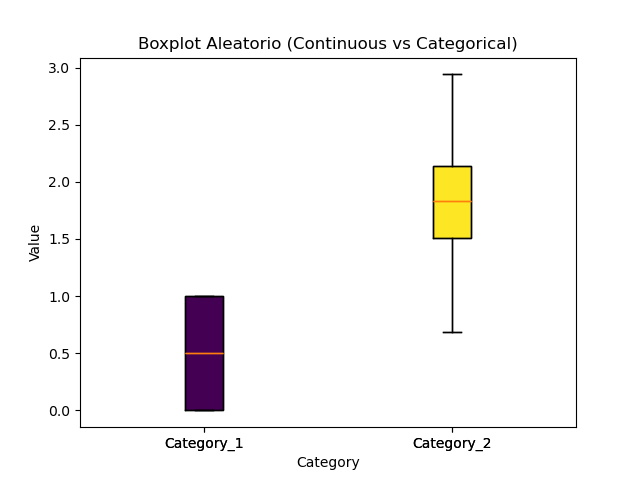 Boxplot Aleatorio (Continuous vs Categorical)
3.0
2.5
2.0
1.5
1.0
0.5
0.0
Value
Category_1
Category_2
Category